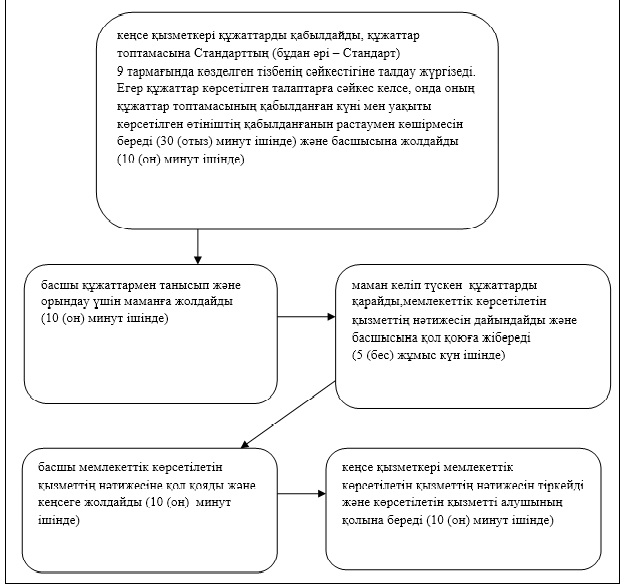 кеңсе қызметкері құжаттарды қабылдайды, құжаттар
топтамасына Стандарттың (бұдан әрі – Стандарт)
9 тармағында көзделген тізбенің сәйкестігіне талдау жүргізеді.
Егер құжаттар көрсетілген талаптарға сәйкес келсе, онда оның
құжаттар топтамасының қабылданған күні мен уақыты
көрсетілген өтініштің қабылданғанын растаумен көшірмесін
береді (30 (отыз) минут ішінде) және басшысына жолдайды
(10 (он) минут ішінде)
басшы құжаттармен танысып және
орындау үшін маманға жолдайды
(10 (он) минут ішінде)
маман келіп түскен құжаттарды
қарайды,мемлекеттік көрсетілетін
қызметтің нәтижесін дайындайды және
басшысына қол қоюға жібереді
(5 (бес) жұмыс күн ішінде)
басшы мемлекеттік көрсетілетін
қызметтің нәтижесіне қол қояды және
кеңсеге жолдайды (10 (он) минут
ішінде)
кеңсе қызметкері мемлекеттік
көрсетілетін қызметтің нәтижесін тіркейді
және көрсетілетін қызметті алушының
қолына береді (10 (он) минут ішінде)